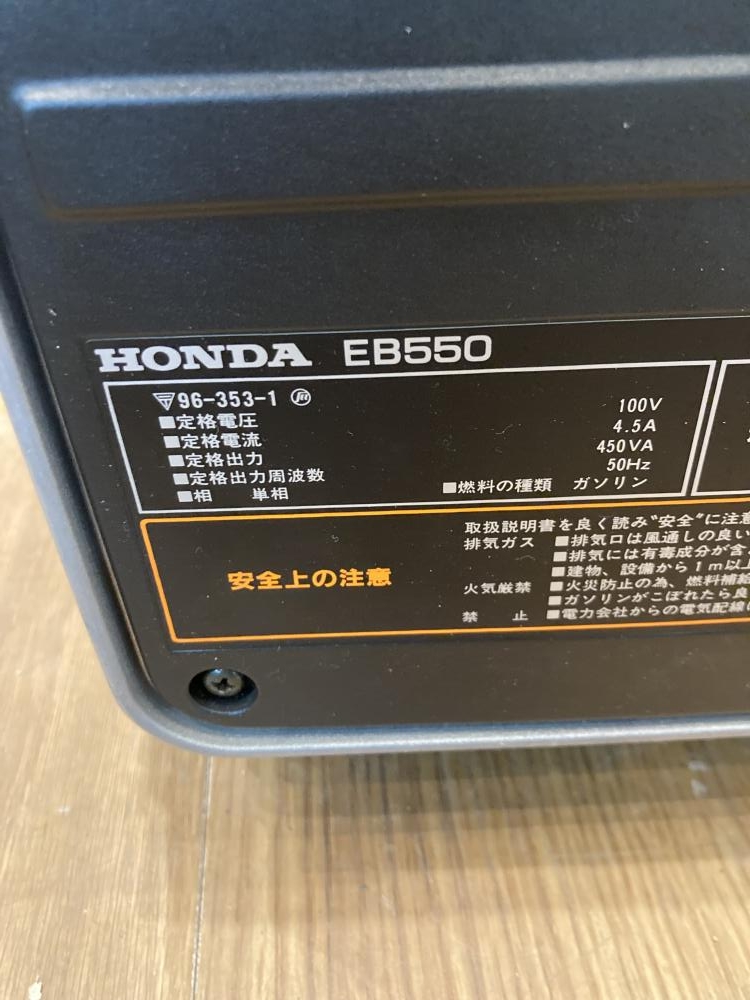 HONDA EB550
96-353-1
■定格電圧 100V
■定格電流 4.5A
■定格出力 450VA
■定格出力周波数 50Hz
■相 単相 ■燃料の種類 ガソリン
安全上の注意
取扱説明書を良く読み“安全”に注意
排気ガス ■排気口は風通しの良い
■排気には有毒成分が含
■建物、設備から1m以上
火気厳禁 ■火災防止の為、燃料補給
■ガソリンがこぼれたら良
禁 止 ■電力会社からの電気配線